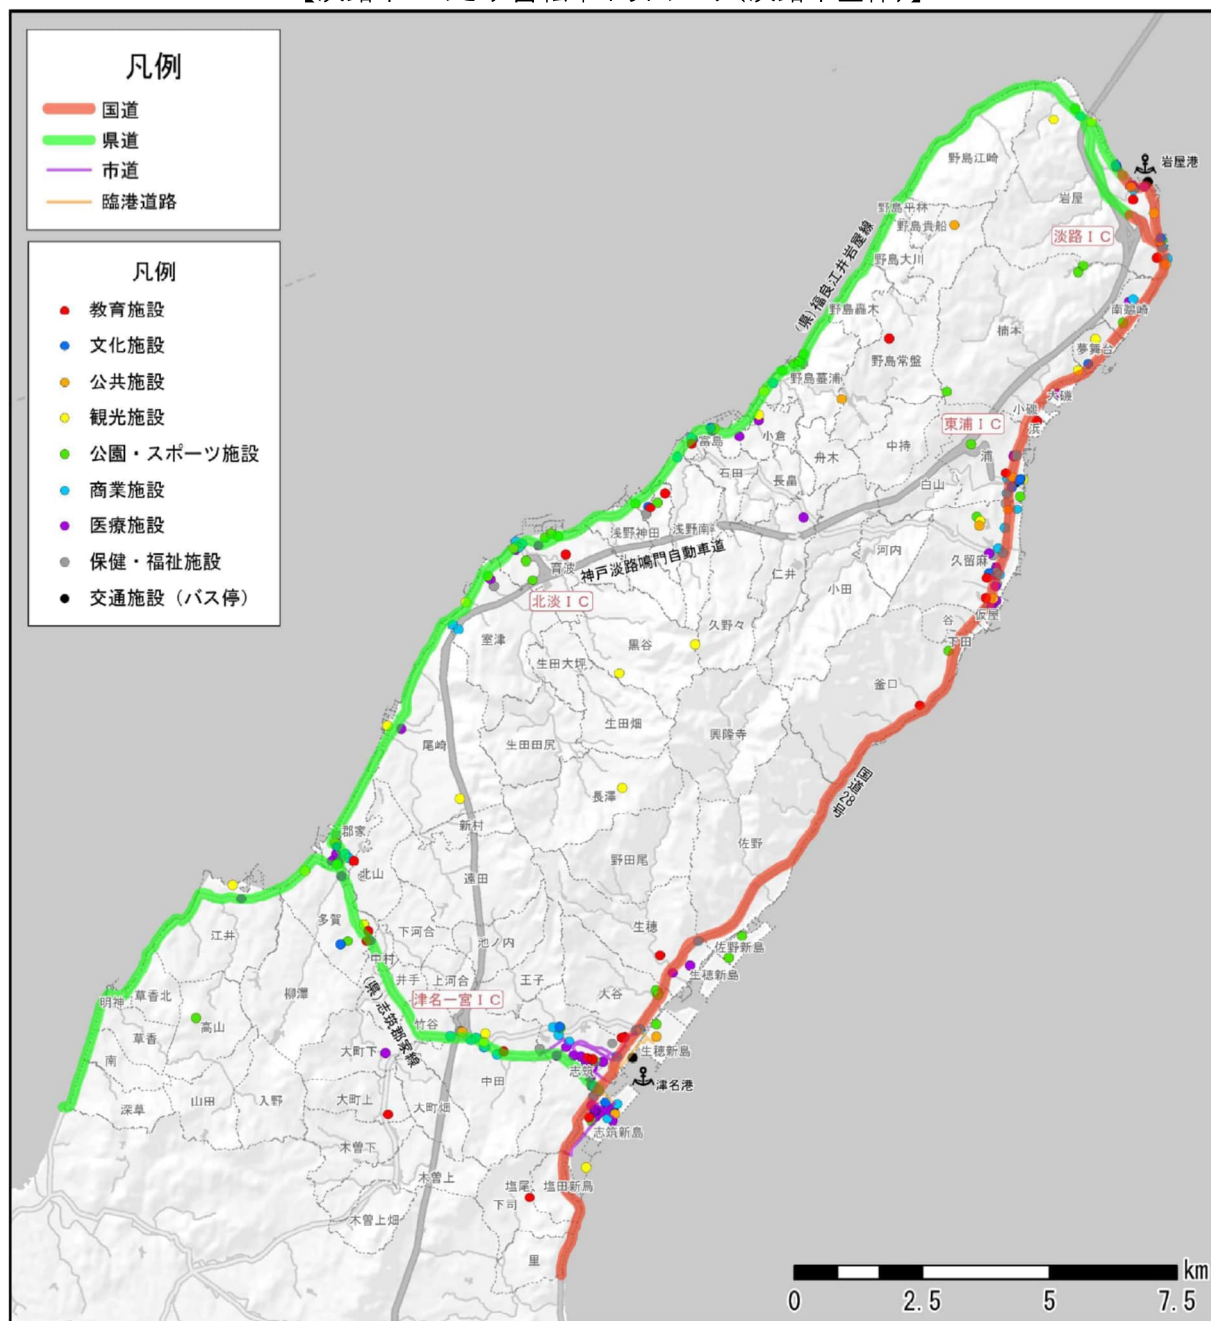 凡例
国道
県道
市道
臨港道路
凡例
教育施設
文化施設
公共施設
観光施設
公園・スポーツ施設
商業施設
医療施設
保健・福祉施設
交通施設（バス停）
野島江崎
岩屋港
岩屋
野島平林
野島貴船
淡路ＩＣ
(県)福良江井岩屋線
野島大川
野島轟木
南鵜崎
楠本
夢舞台
野島常盤
野島蟇浦
大磯
小磯
浜
東浦ＩＣ
小倉
富島
舟木
中持
浦
石田
長畠
白山
浅野神田
浅野南
神戸淡路鳴門自動車道
河内
久留麻
育波
仁井
小田
北淡ＩＣ
仮屋
谷
久野々
下田
室津
黒谷
生田大坪
釜口
生田畑
興隆寺
尾崎
生田田尻
国道28号
長澤
新村
郡家
佐野
野田尾
北山
遠田
多賀
下河合
生穂
江井
中村
池ノ内
佐野新島
井手
上河合
王子
生穂新島
柳澤
大谷
明神
草香北
津名一宮ＩＣ
高山
竹谷
(県)志筑郡家線
草香
大町下
生穂新島
南
志筑
中田
津名港
山田
入野
大町上
大町畑
深草
志筑新島
木曽下
木曽上
塩尾
塩田新島
下司
木曽上畑
里
km
0 2.5 5 7.5